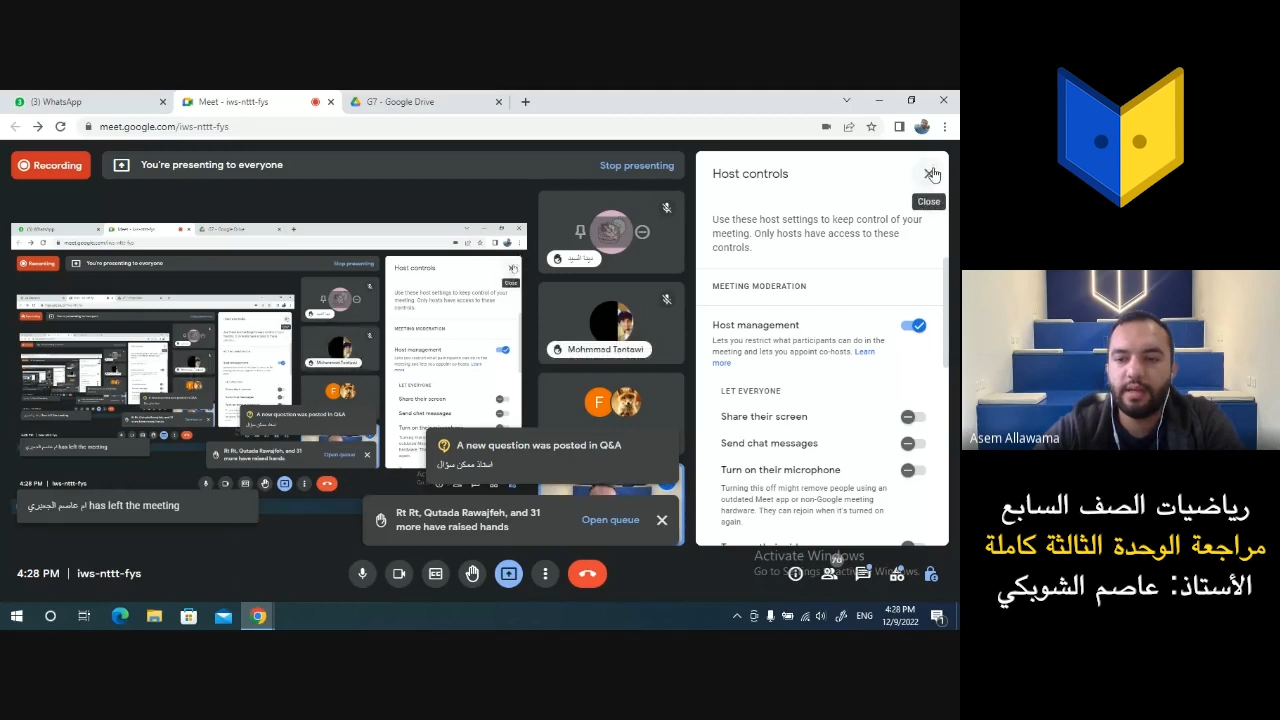 (3) WhatsApp
Meet - iws-nttt-fys
G7 - Google Drive
meet.google.com/iws-nttt-fys
Recording
You're presenting to everyone
Stop presenting
Host controls
Close
Use these host settings to keep control of your
meeting. Only hosts have access to these
controls.
MEETING MODERATION
Host management
Lets you restrict what participants can do in the
meeting and lets you appoint co-hosts. Learn
more
LET EVERYONE
Share their screen
Send chat messages
Turn on their microphone
Turning this off might remove people using an
outdated Meet app or non-Google meeting
hardware. They can rejoin when it's turned on
again.
Mohmmad Tantawi
F
A new question was posted in Q&A
استاذ ممكن سؤال
Rt Rt, Qutada Rawajfeh, and 31
more have raised hands
Open queue
has left the meeting
4:28 PM | iws-nttt-fys
70
Activate Windows
ENG
4:28 PM
12/9/2022
Asem Allawama
رياضيات الصف السابع
مراجعة الوحدة الثالثة كاملة
الأستاذ: عاصم الشوبكي